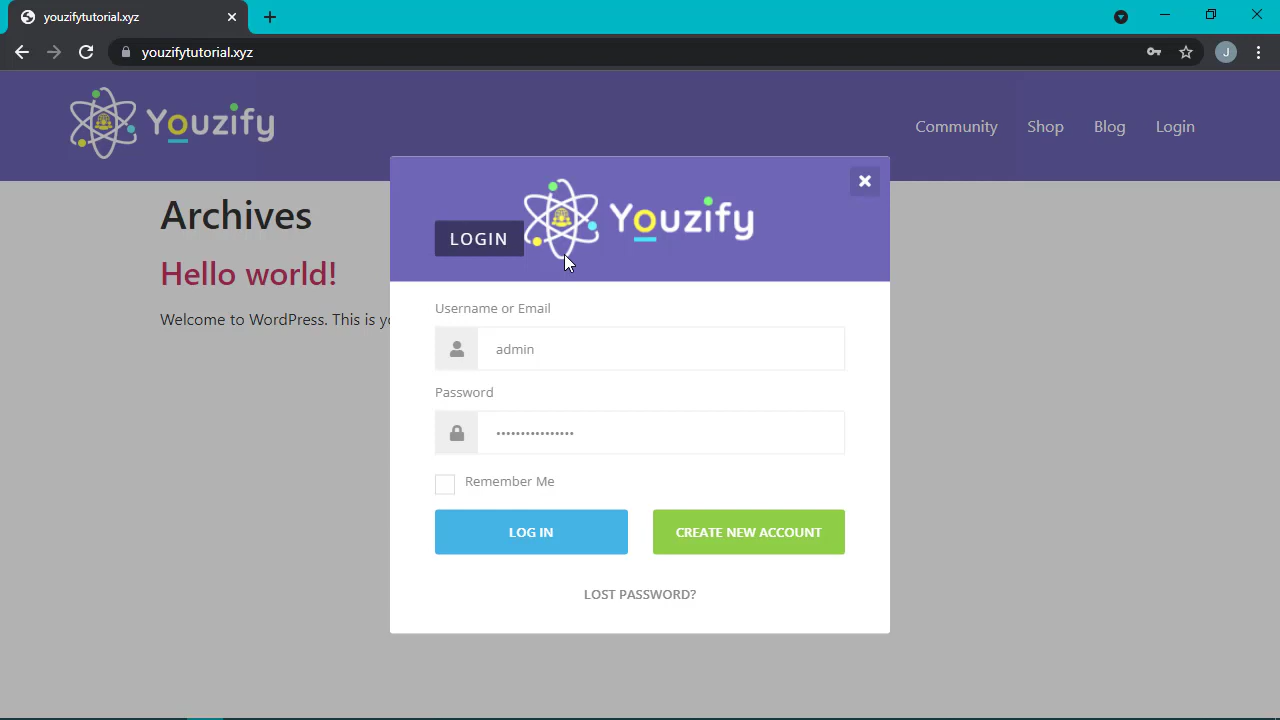 youzifytutorial.xyz
youzifytutorial.xyz
J
Youzify
Community
Shop
Blog
Login
Archives
Hello world!
Welcome to WordPress. This is
LOGIN
Youzify
Username or Email
admin
Password
••••••••••••••••
Remember Me
LOG IN
CREATE NEW ACCOUNT
LOST PASSWORD?